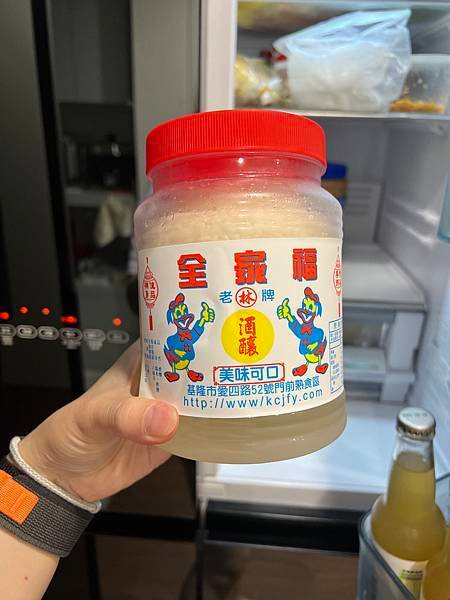 全家福
老林牌
酒釀
美味可口
基隆市愛四路52號門前熟食區
http://www/kcjfy.com